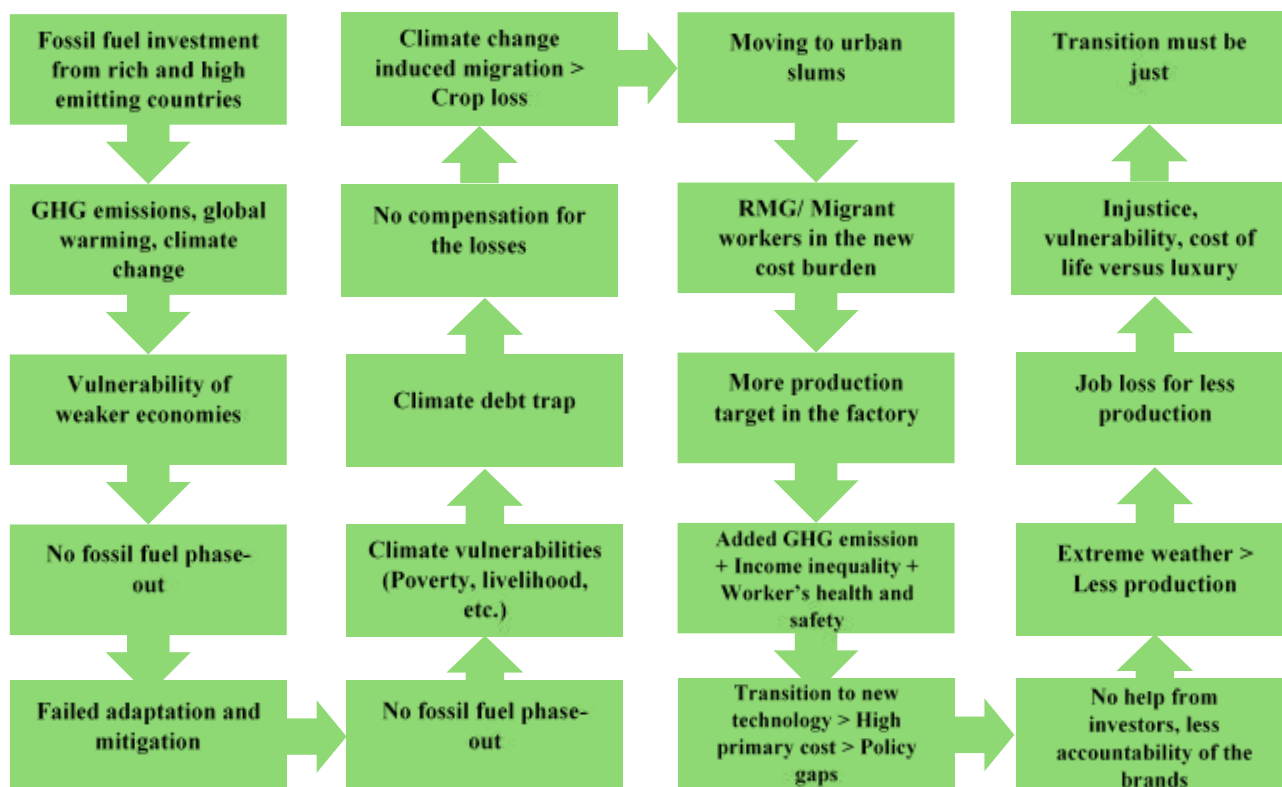 Fossil fuel investment
from rich and high
emitting countries
GHG emissions, global
warming, climate
change
Vulnerability of
weaker economies
No fossil fuel phase-
out
Failed adaptation and
mitigation
No fossil fuel phase-
out
Climate vulnerabilities
(Poverty, livelihood,
etc.)
Climate debt trap
No compensation for
the losses
Climate change
induced migration >
Crop loss
Moving to urban
slums
RMG/ Migrant
workers in the new
cost burden
More production
target in the factory
Added GHG emission
+ Income inequality +
Worker's health and
safety
Transition to new
technology > High
primary cost > Policy
gaps
No help from
investors, less
accountability of the
brands
Extreme weather >
Less production
Job loss for less
production
Injustice,
vulnerability, cost of
life versus luxury
Transition must be
just